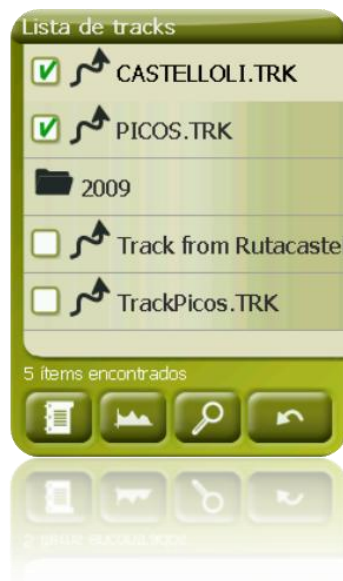 Lista de tracks
CASTELLOLI.TRK
PICOS.TRK
2009
Track from Rutacaste
TrackPicos.TRK
5 ítems encontrados